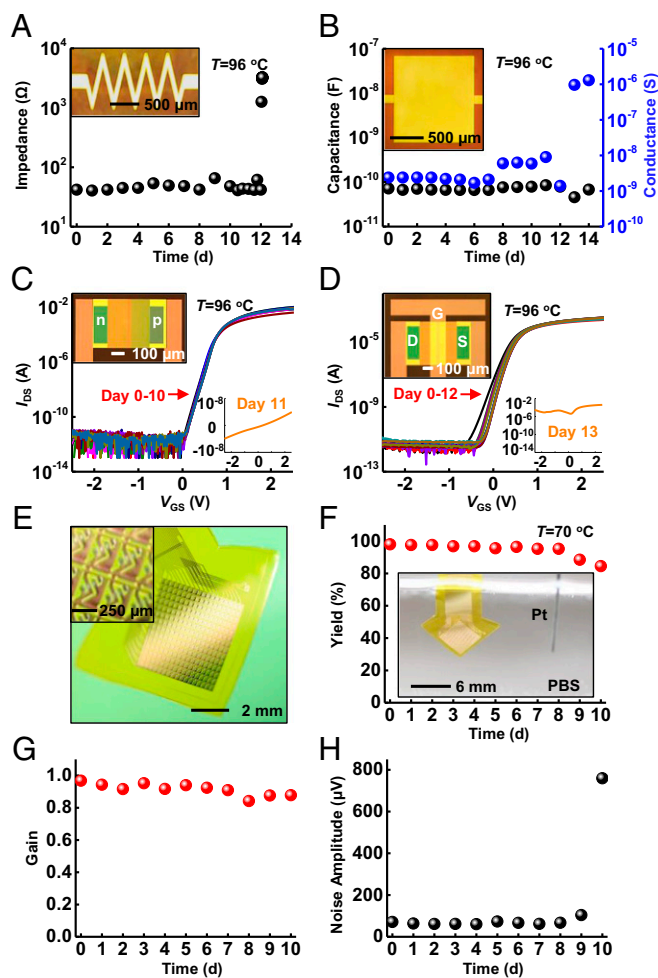 A
Impedance (Ω)
10⁴
10³
10²
10¹
T=96 °C
500 μm
0 2 4 6 8 10 12 14
Time (d)
B
Capacitance (F)
10⁻⁷
10⁻⁸
10⁻⁹
10⁻¹⁰
10⁻¹¹
T=96 °C
500 μm
10⁻⁵
10⁻⁶
10⁻⁷
10⁻⁸
10⁻⁹
10⁻¹⁰
Conductance (S)
0 2 4 6 8 10 12 14
Time (d)
C
I_DS (A)
10⁻²
10⁻⁶
10⁻¹⁰
10⁻¹⁴
n p
100 μm
T=96 °C
Day 0-10
10⁻⁸
0
-10⁻⁸
Day 11
-2 0 2
-2 -1 0 1 2
V_GS (V)
D
I_DS (A)
10⁻⁵
10⁻⁹
10⁻¹³
G
D S
100 μm
T=96 °C
Day 0-12
10⁻²
10⁻⁶
10⁻¹⁰
10⁻¹⁴
Day 13
-2 0 2
-2 -1 0 1 2
V_GS (V)
E
250 μm
2 mm
F
Yield (%)
100
80
60
40
20
0
T=70 °C
Pt
6 mm
PBS
0 1 2 3 4 5 6 7 8 9 10
Time (d)
G
Gain
1.0
0.8
0.6
0.4
0.2
0.0
0 1 2 3 4 5 6 7 8 9 10
Time (d)
H
Noise Amplitude (μV)
800
600
400
200
0
0 1 2 3 4 5 6 7 8 9 10
Time (d)